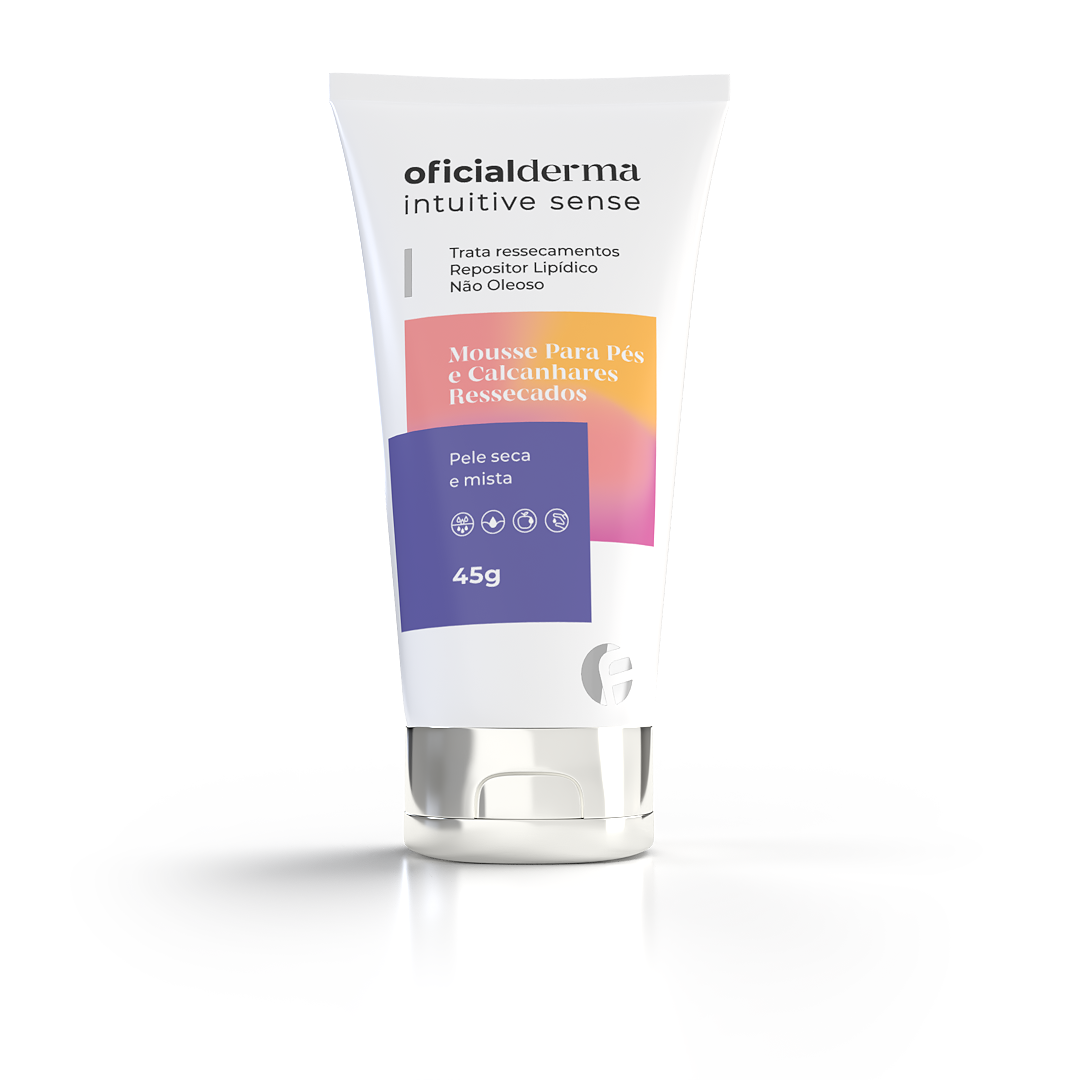 oficialderma
intuitive sense
Trata ressecamentos
Repositor Lipídico
Não Oleoso
Mousse Para Pés
e Calcanhares
Ressecados
Pele seca
e mista
45g